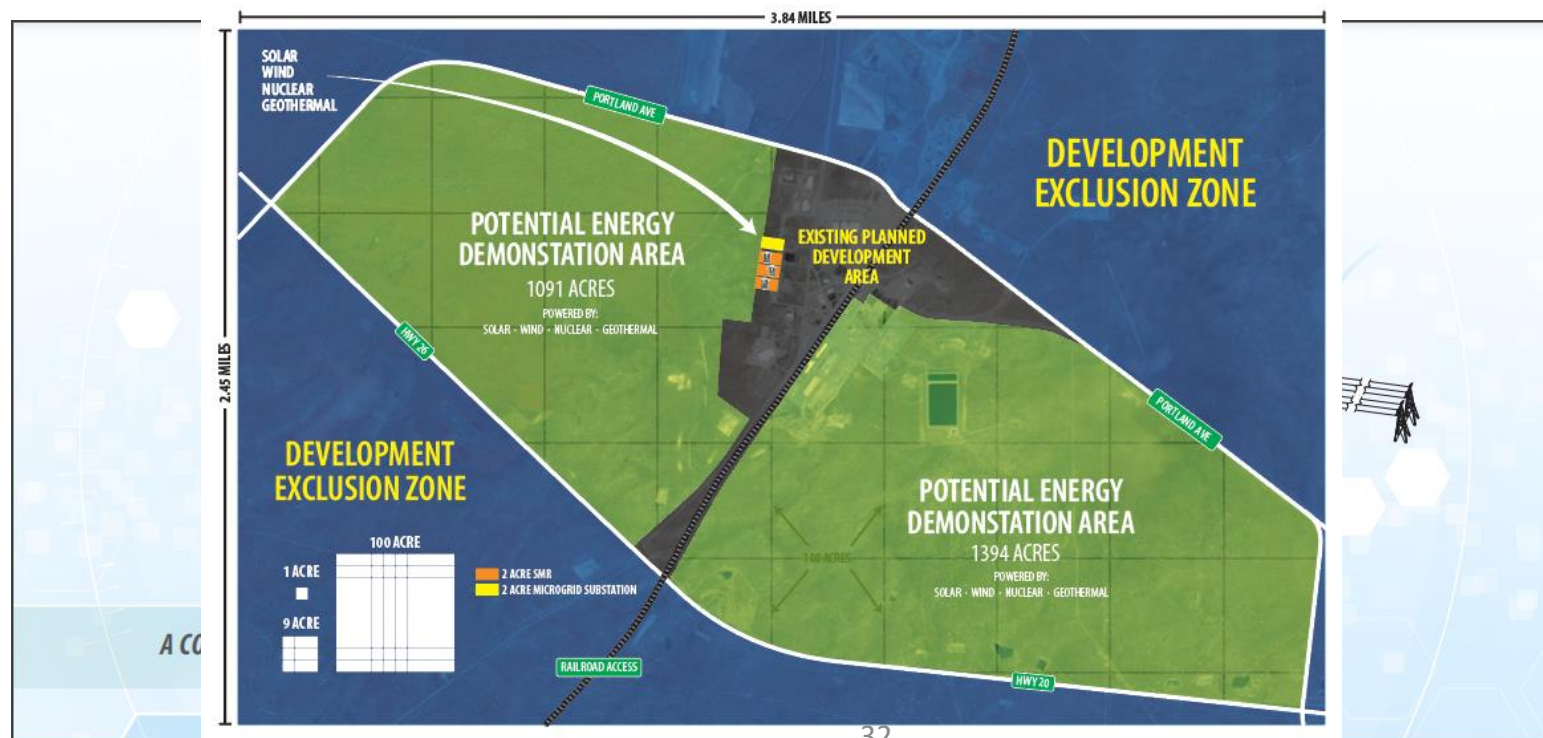 3.84 MILES
SOLAR
WIND
NUCLEAR
GEOTHERMAL
PORTLAND AVE
DEVELOPMENT
EXCLUSION ZONE
POTENTIAL ENERGY
DEMONSTATION AREA
1091 ACRES
POWERED BY:
SOLAR · WIND · NUCLEAR · GEOTHERMAL
EXISTING PLANNED
DEVELOPMENT
AREA
HWY 26
2.45 MILES
PORTLAND AVE
DEVELOPMENT
EXCLUSION ZONE
POTENTIAL ENERGY
DEMONSTATION AREA
1394 ACRES
POWERED BY:
SOLAR · WIND · NUCLEAR · GEOTHERMAL
100 ACRES
100 ACRE
1 ACRE
9 ACRE
2 ACRE SMR
2 ACRE MICROGRID SUBSTATION
A CO
RAILROAD ACCESS
HWY 20
32